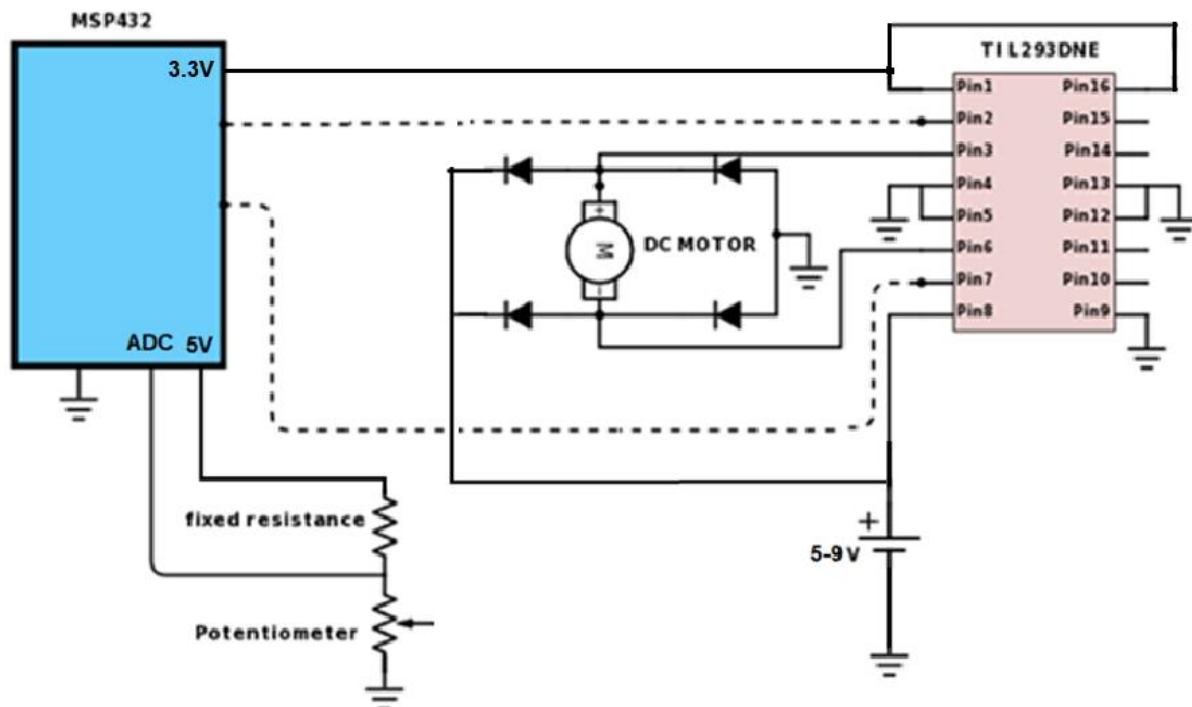 MSP432
3.3V
ADC 5V
TIL293DNE
Pin1 Pin16
Pin2 Pin15
Pin3 Pin14
Pin4 Pin13
Pin5 Pin12
Pin6 Pin11
Pin7 Pin10
Pin8 Pin9
+
M
-
DC MOTOR
fixed resistance
Potentiometer
+
5-9V